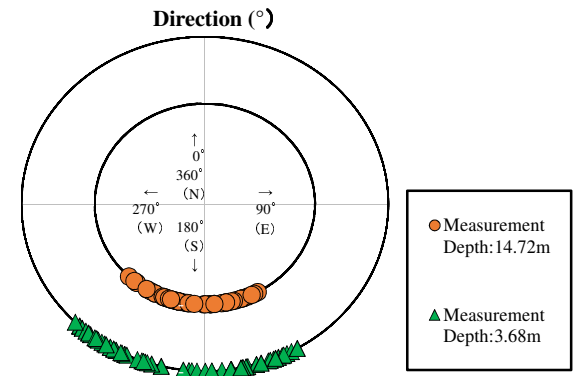 Direction (°)
↑
0°
360°
(N)
← →
270° 90°
(W) 180° (E)
(S)
↓
Measurement
Depth:14.72m
Measurement
Depth:3.68m